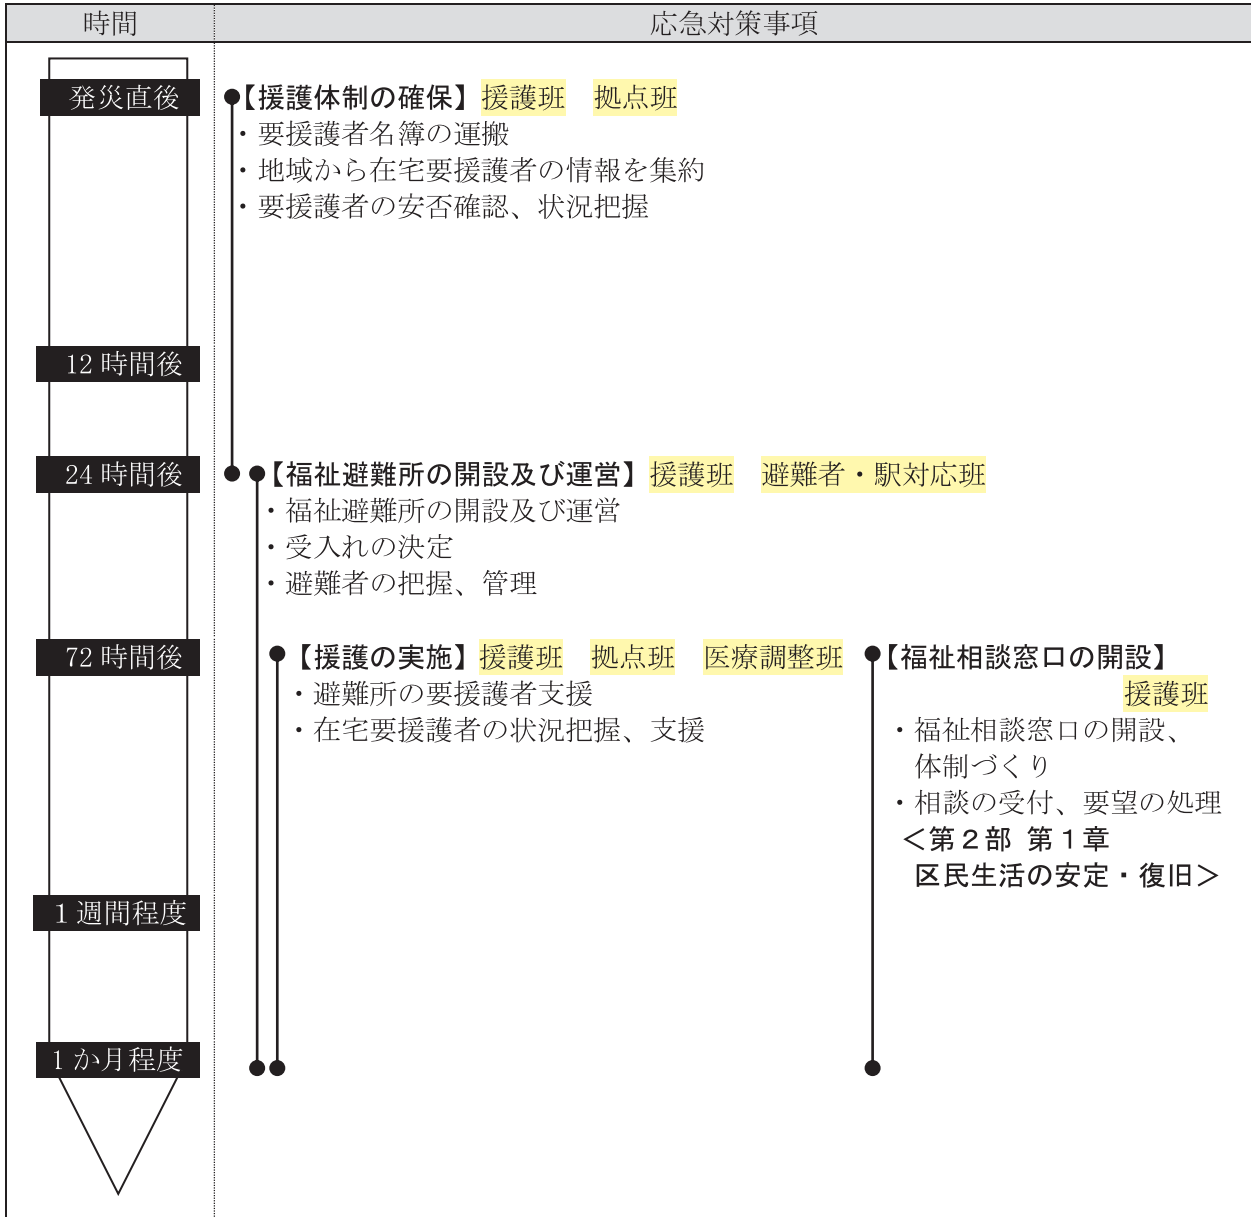 時間 応急対策事項
発災直後
●【援護体制の確保】 援護班 拠点班
・要援護者名簿の運搬
・地域から在宅要援護者の情報を集約
・要援護者の安否確認、状況把握
12時間後
24時間後
●【福祉避難所の開設及び運営】 援護班 避難者・駅対応班
・福祉避難所の開設及び運営
・受入れの決定
・避難者の把握、管理
72時間後
●【援護の実施】 援護班 拠点班 医療調整班
・避難所の要援護者支援
・在宅要援護者の状況把握、支援
●【福祉相談窓口の開設】
援護班
・福祉相談窓口の開設、
体制づくり
・相談の受付、要望の処理
＜第２部 第１章
区民生活の安定・復旧＞
１週間程度
１か月程度